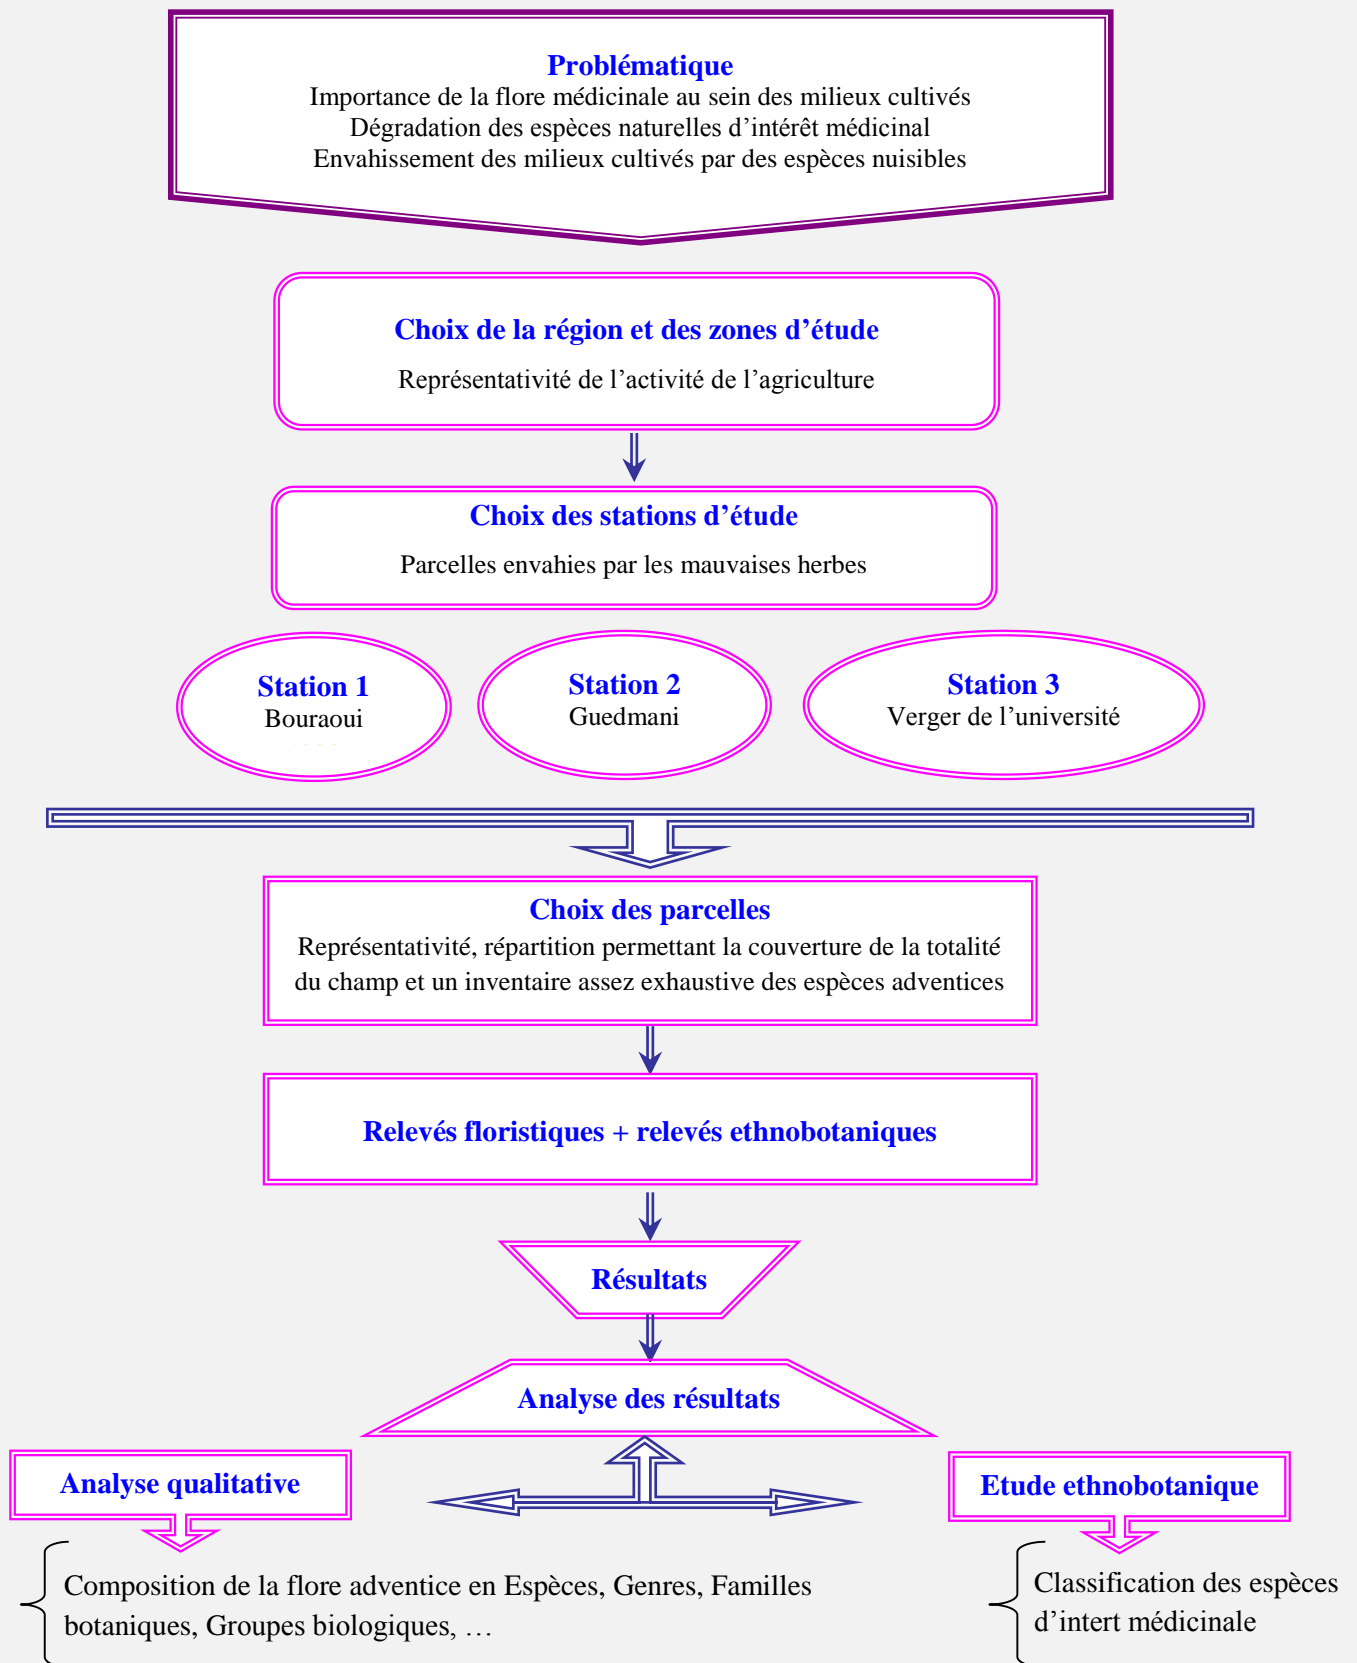 Problématique
Importance de la flore médicinale au sein des milieux cultivés
Dégradation des espèces naturelles d’intérêt médicinal
Envahissement des milieux cultivés par des espèces nuisibles
Choix de la région et des zones d’étude
Représentativité de l’activité de l’agriculture
Choix des stations d’étude
Parcelles envahies par les mauvaises herbes
Station 1
Bouraoui
Station 2
Guedmani
Station 3
Verger de l’université
Choix des parcelles
Représentativité, répartition permettant la couverture de la totalité
du champ et un inventaire assez exhaustive des espèces adventices
Relevés floristiques + relevés ethnobotaniques
Résultats
Analyse des résultats
Analyse qualitative
Composition de la flore adventice en Espèces, Genres, Familles
botaniques, Groupes biologiques, …
Etude ethnobotanique
Classification des espèces
d’intert médicinale